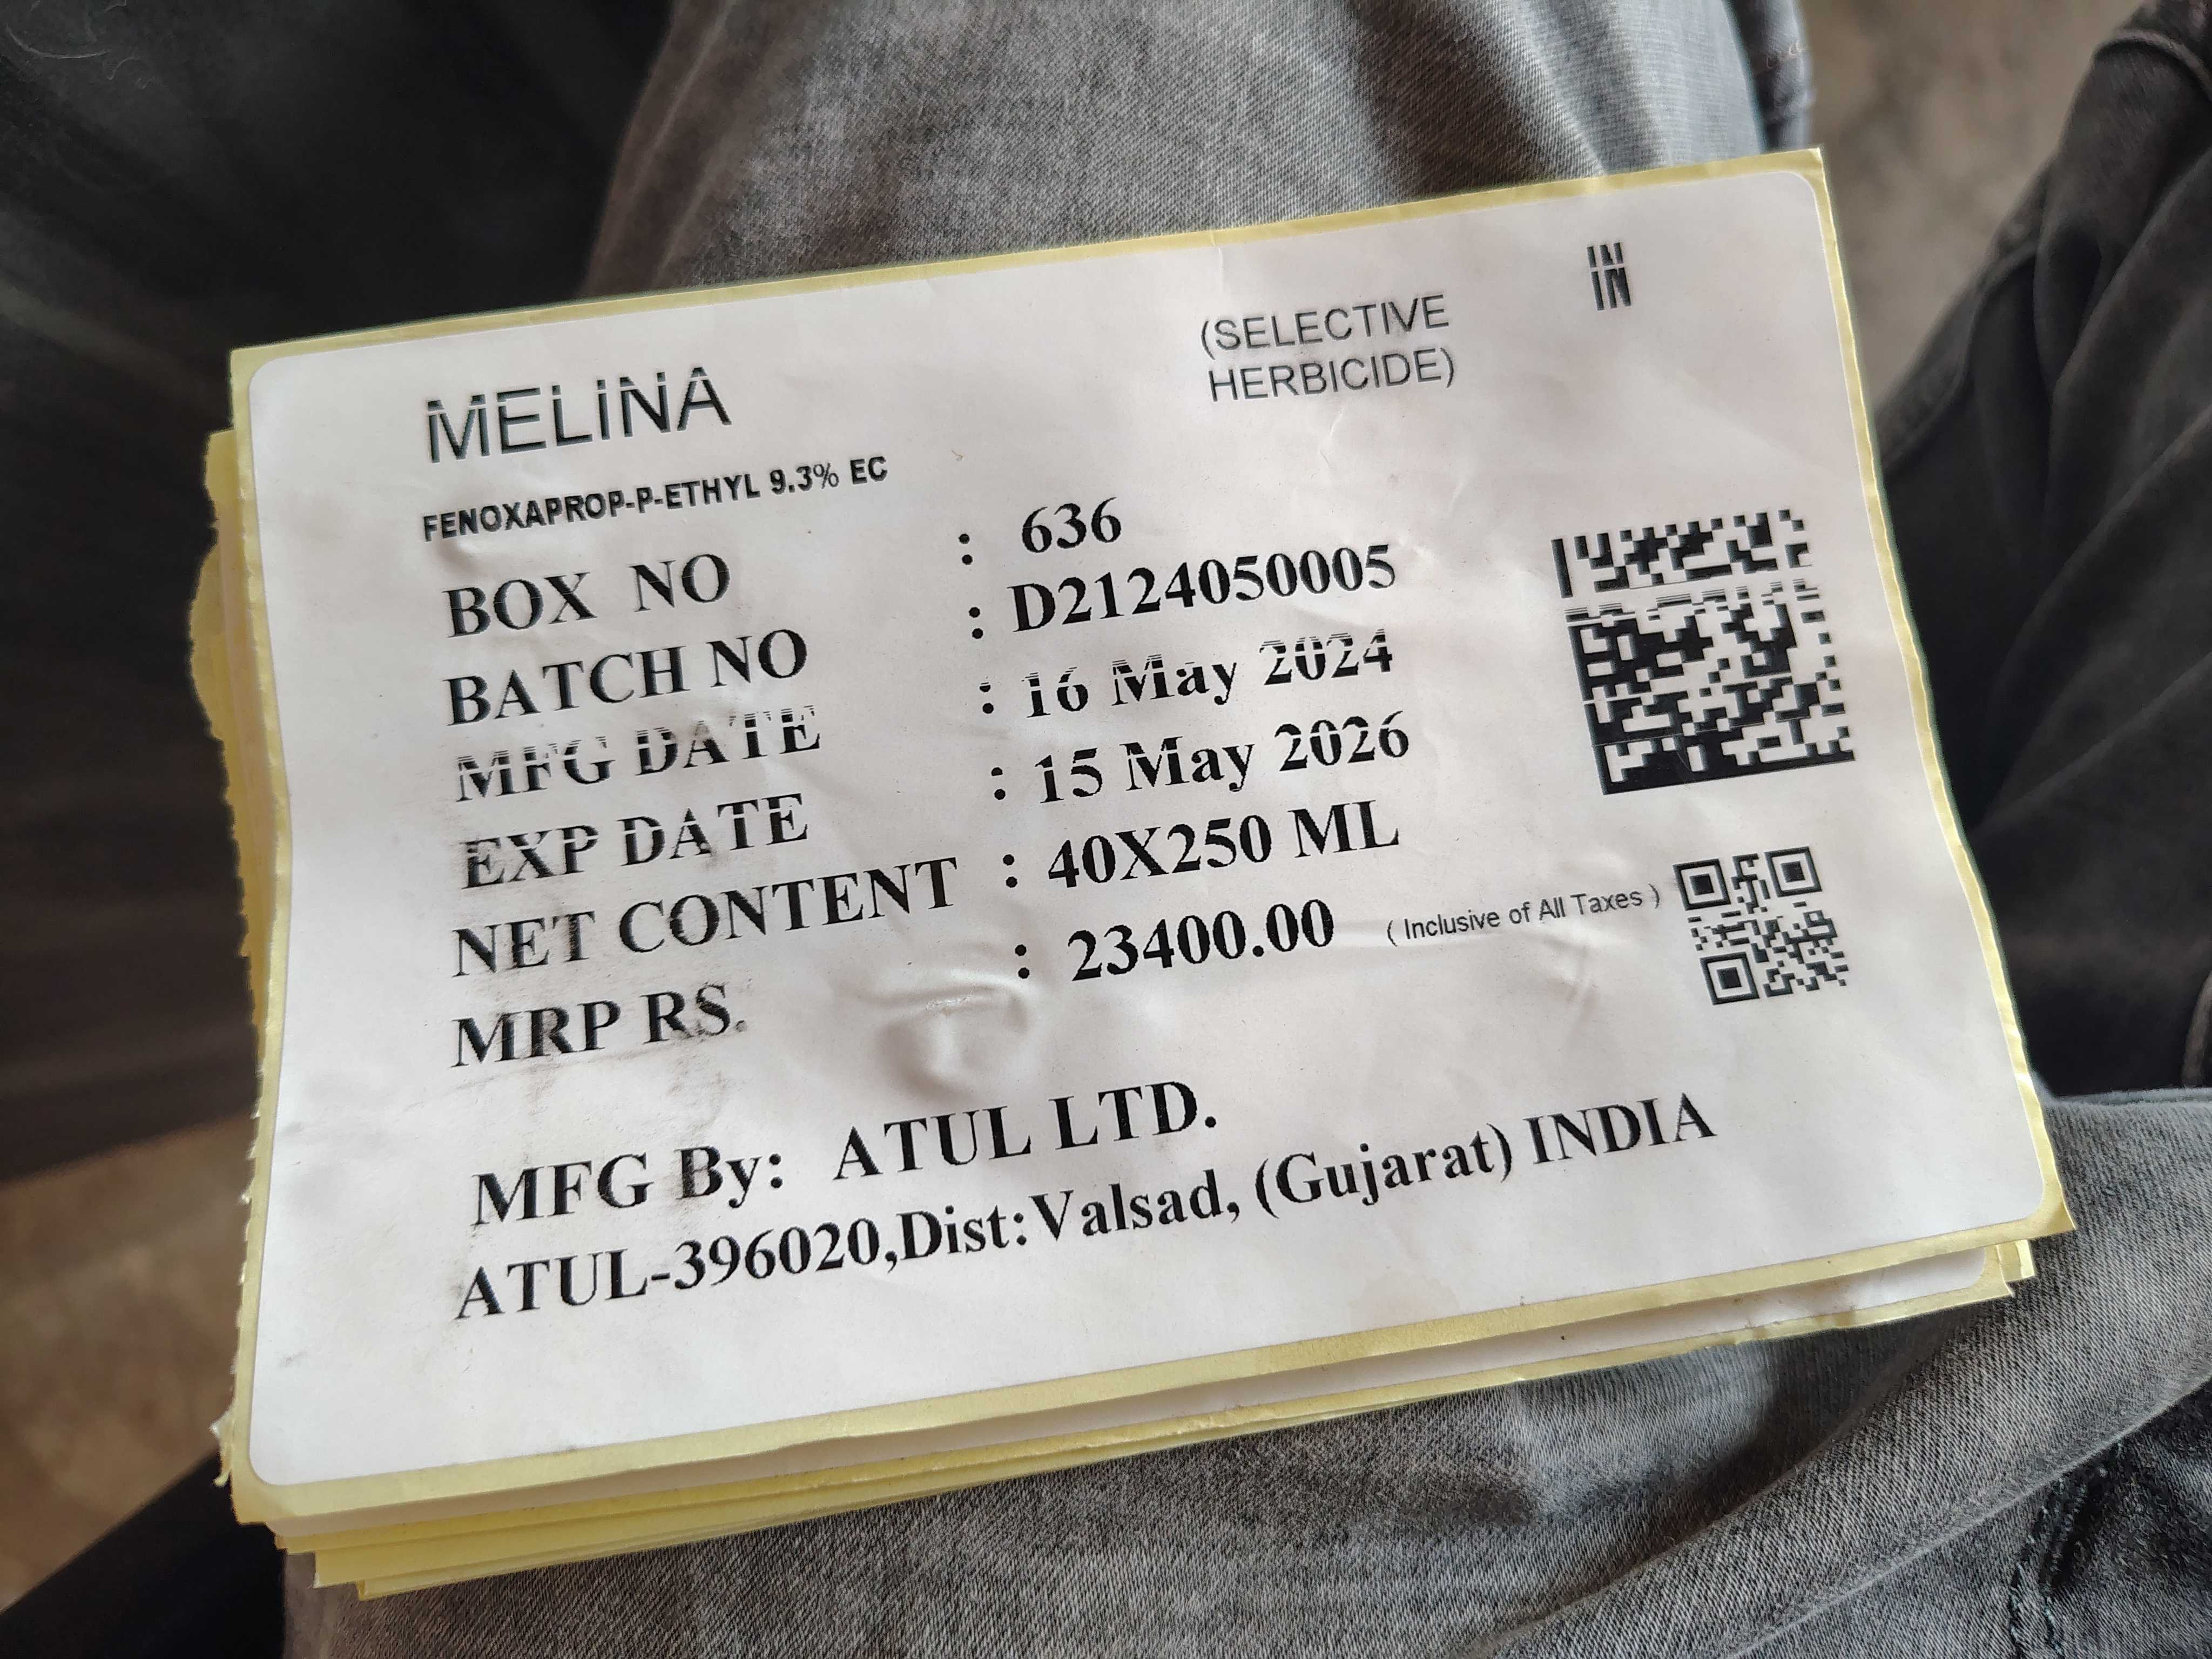 MELINA
(SELECTIVE
HERBICIDE)
IN
FENOXAPROP-P-ETHYL 9.3% EC
BOX NO : 636
BATCH NO : D2124050005
MFG DATE : 16 May 2024
EXP DATE : 15 May 2026
NET CONTENT : 40X250 ML
MRP RS. : 23400.00 ( Inclusive of All Taxes )
MFG By: ATUL LTD.
ATUL-396020,Dist:Valsad, (Gujarat) INDIA